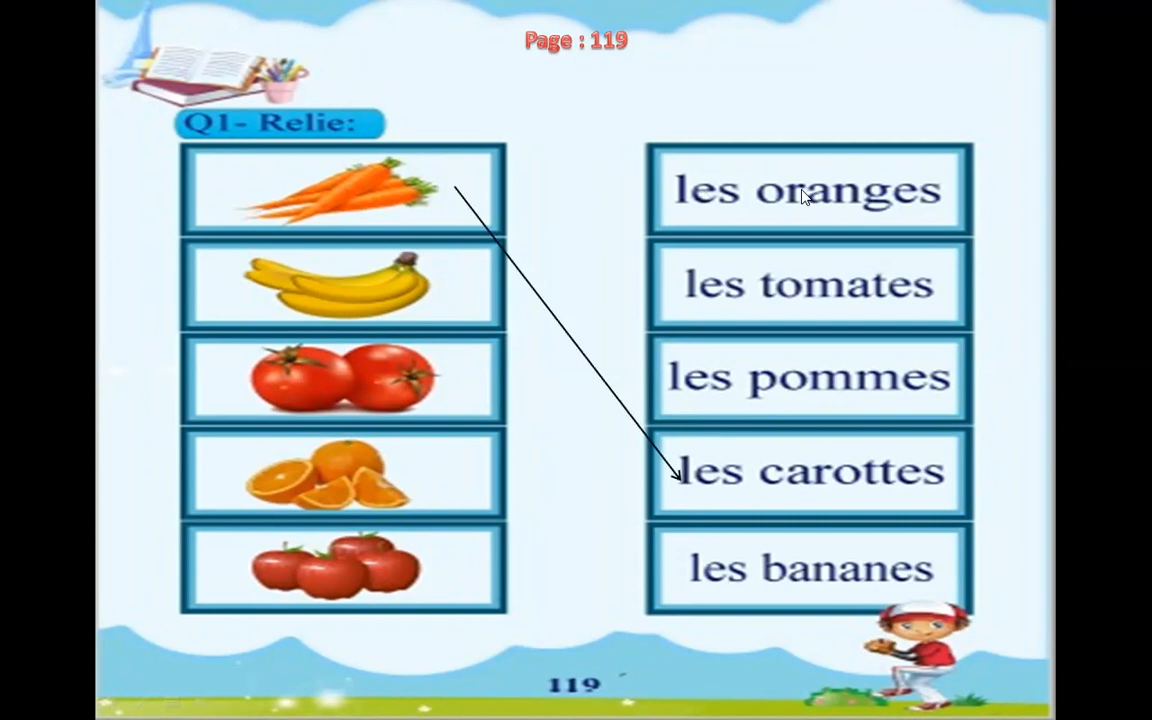 Page : 119
Q1- Relie:
les oranges
les tomates
les pommes
les carottes
les bananes
119